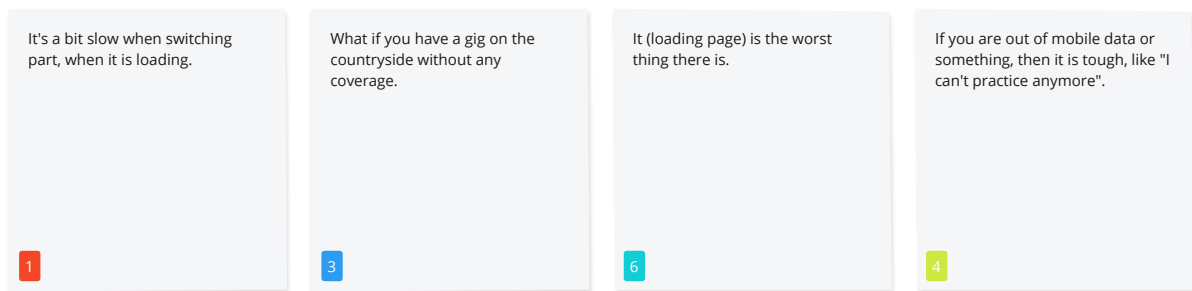 It's a bit slow when switching
part, when it is loading.
1
What if you have a gig on the
countryside without any
coverage.
3
It (loading page) is the worst
thing there is.
6
If you are out of mobile data or
something, then it is tough, like "I
can't practice anymore".
4